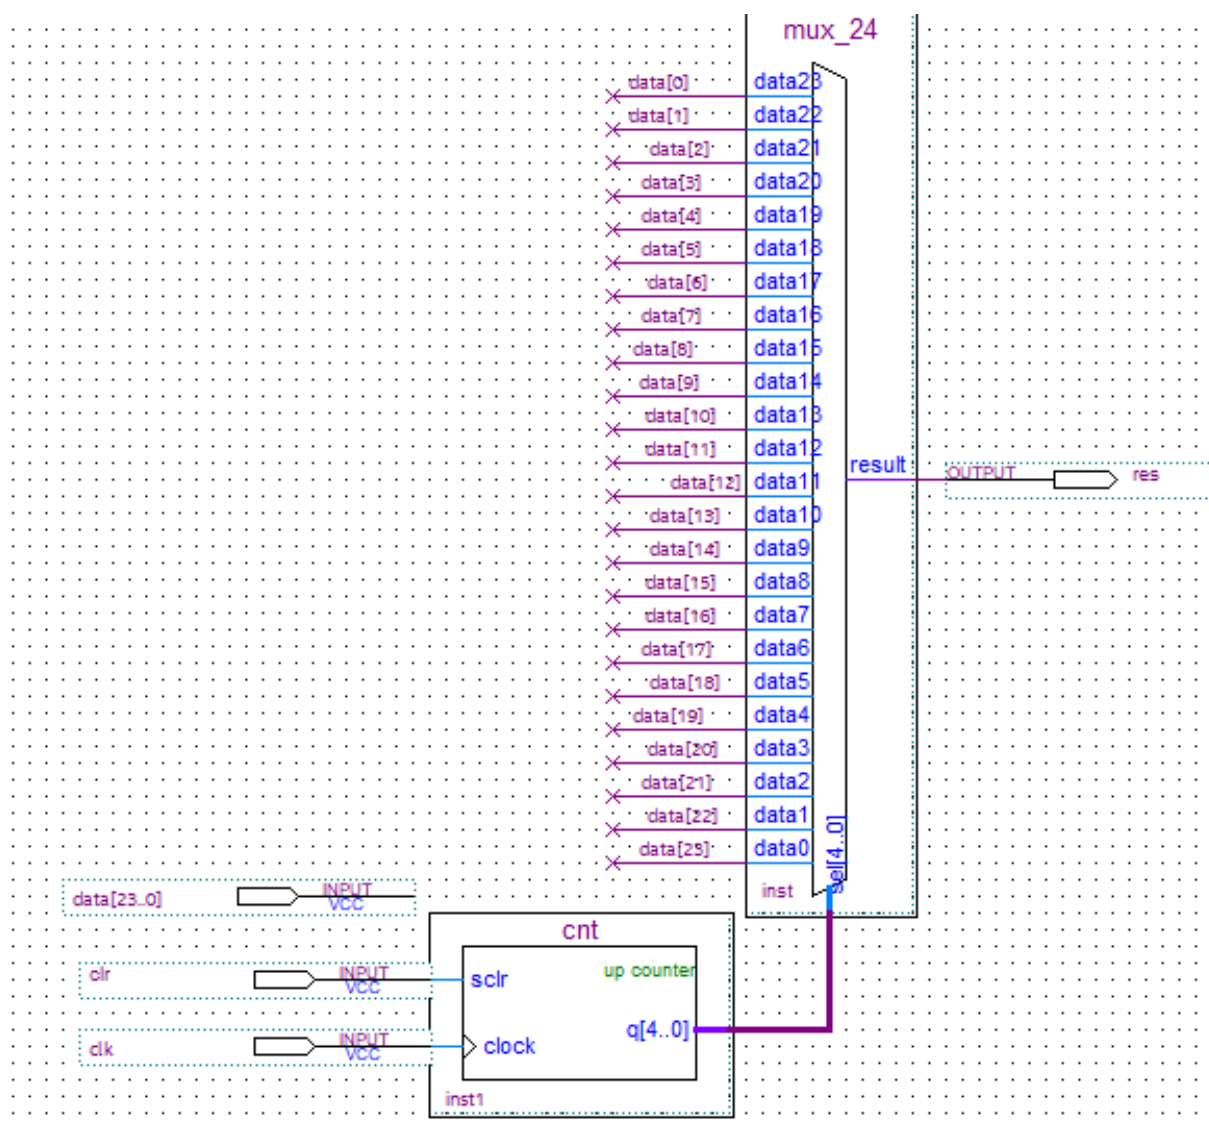 mux_24
data[0] data23
data[1] data22
data[2] data21
data[3] data20
data[4] data19
data[5] data18
data[6] data17
data[7] data16
data[8] data15
data[9] data14
data[10] data13
data[11] data12
result OUTPUT res
data[12] data11
data[13] data10
data[14] data9
data[15] data8
data[16] data7
data[17] data6
data[18] data5
data[19] data4
data[20] data3
data[21] data2
data[22] data1
data[23] data0
sel[4..0]
inst
data[23..0] INPUT
VCC
cnt
up counter
clr INPUT sclr
VCC
q[4..0]
clk INPUT clock
VCC
inst1